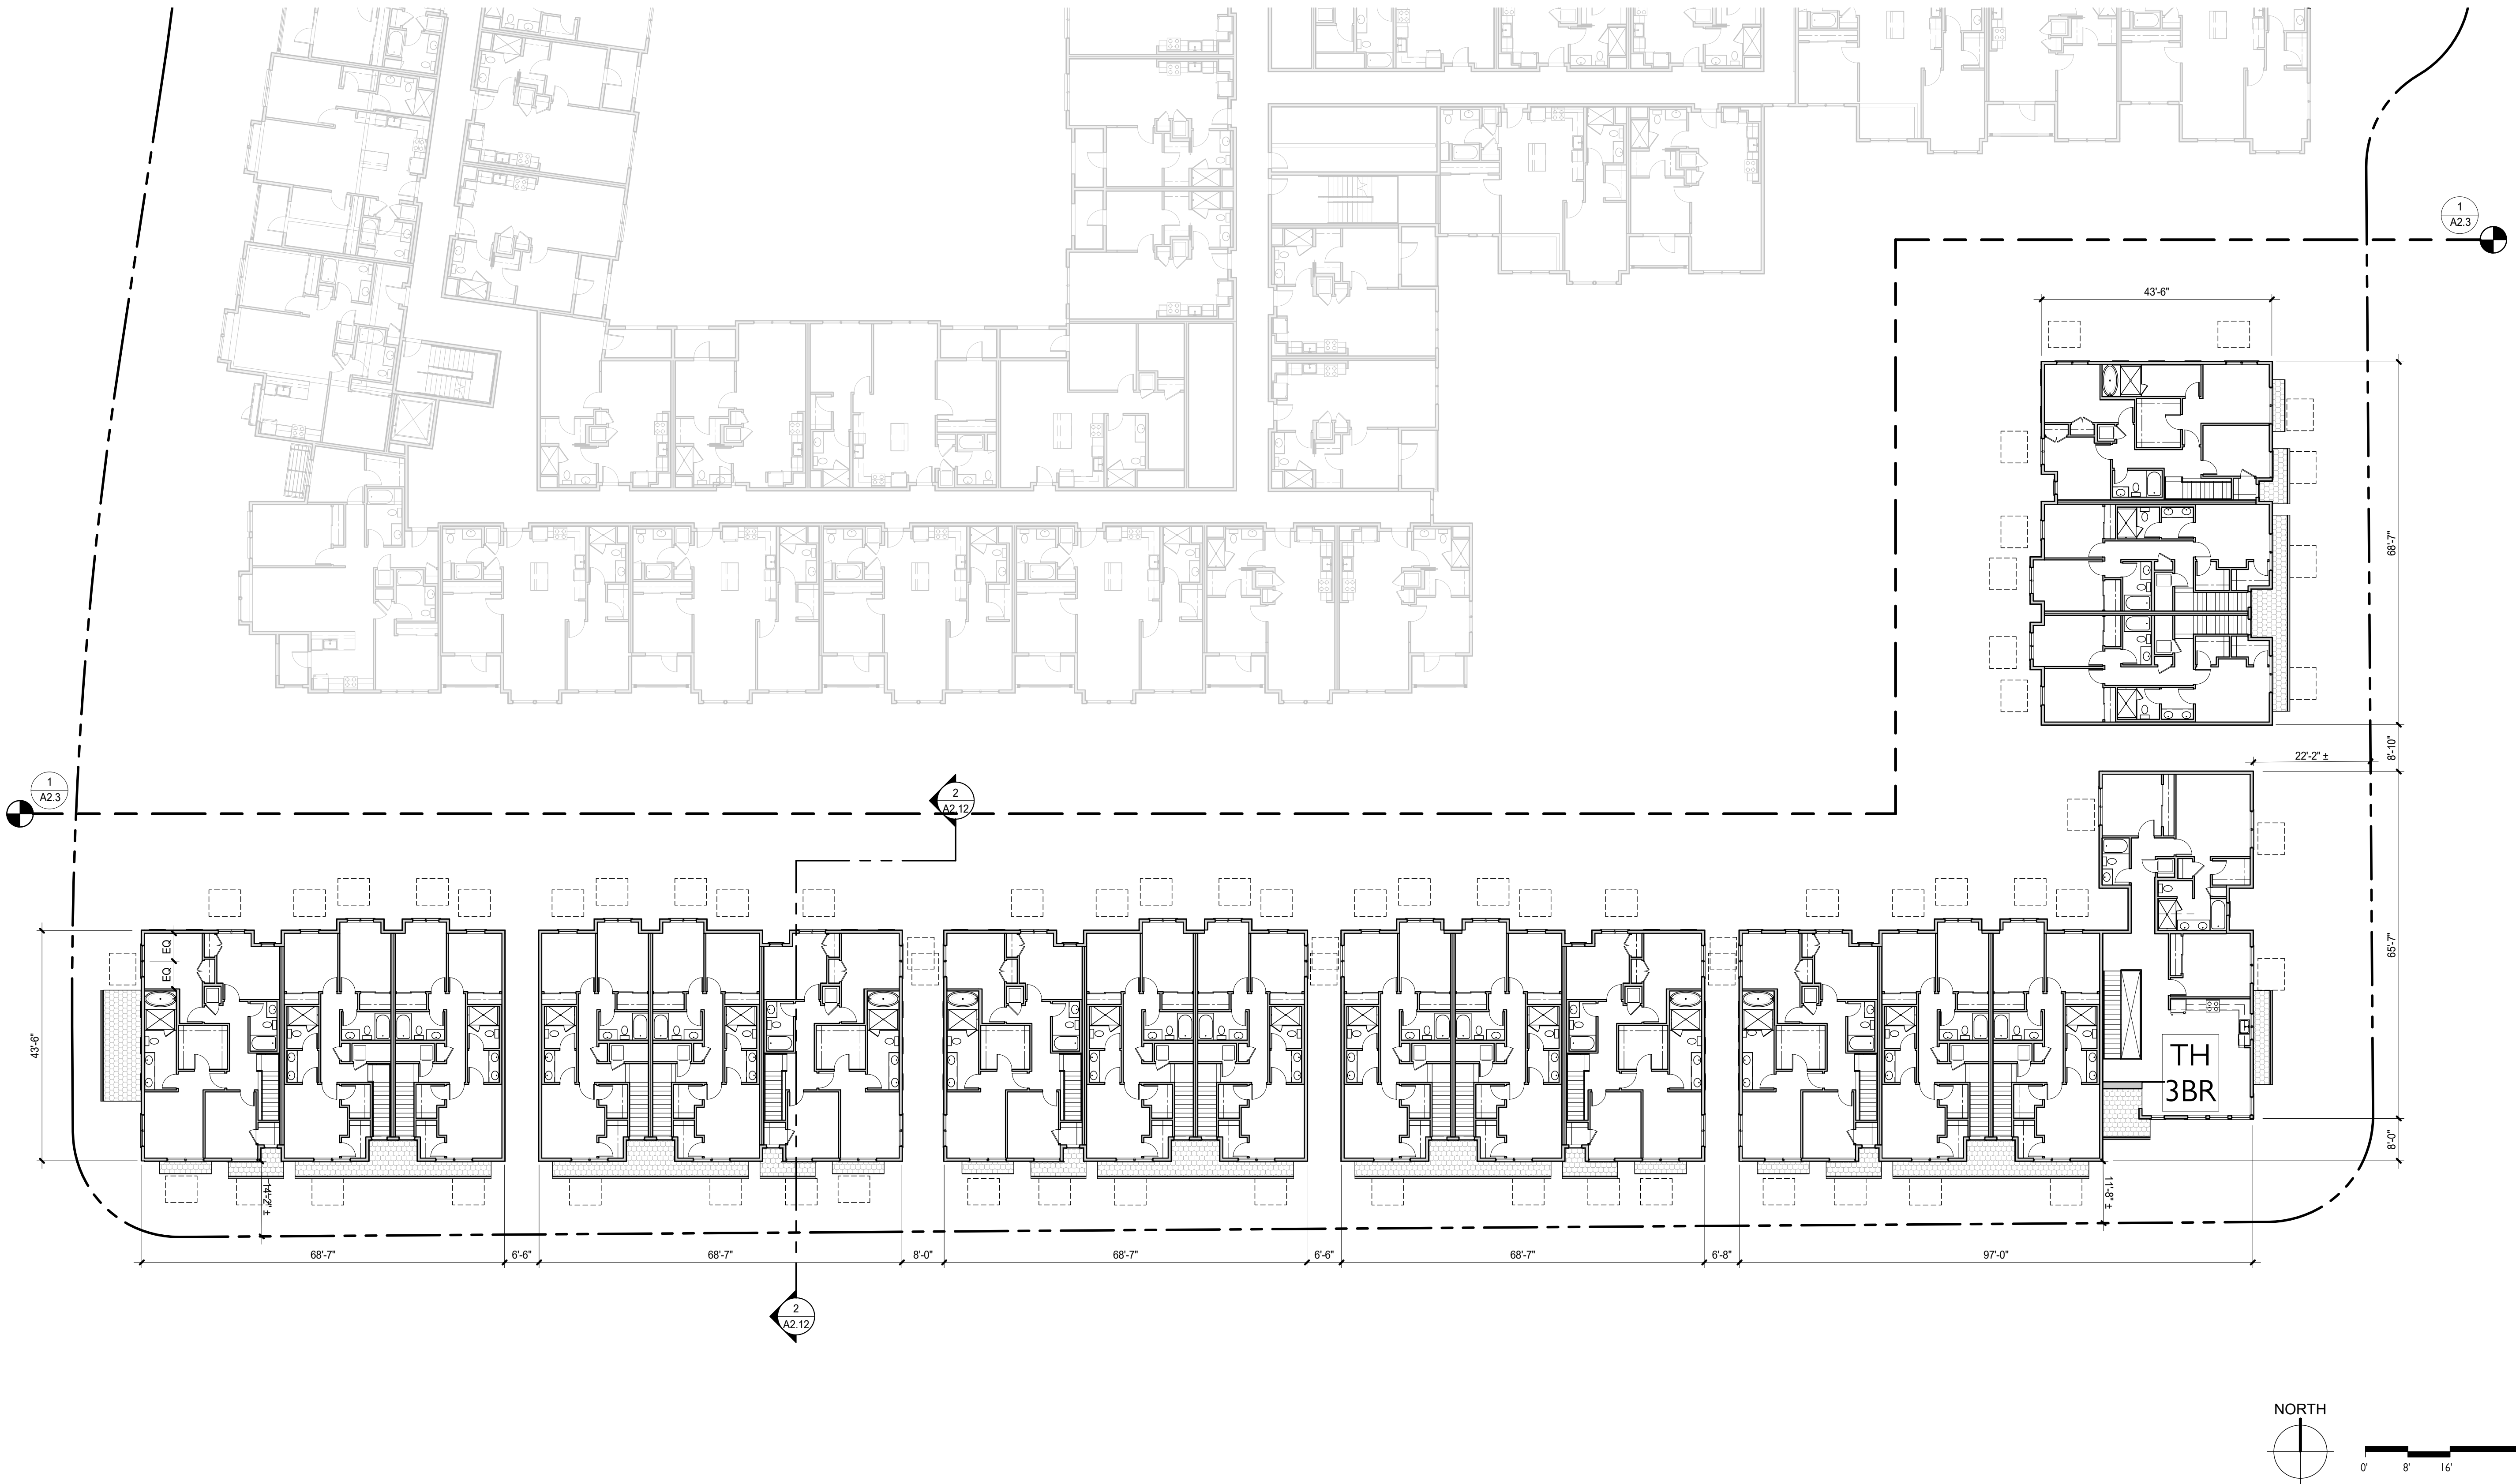 1
A2.3
43'-6"
68'-7"
8'-10"
22'-2" ±
1
A2.3
2
A2.12
EQ
EQ
43'-6"
65'-7"
TH
3BR
8'-0"
14'-2" ±
11'-8" ±
68'-7"
6'-6"
68'-7"
8'-0"
68'-7"
6'-6"
68'-7"
6'-8"
97'-0"
2
A2.12
NORTH
0'
8'
16'